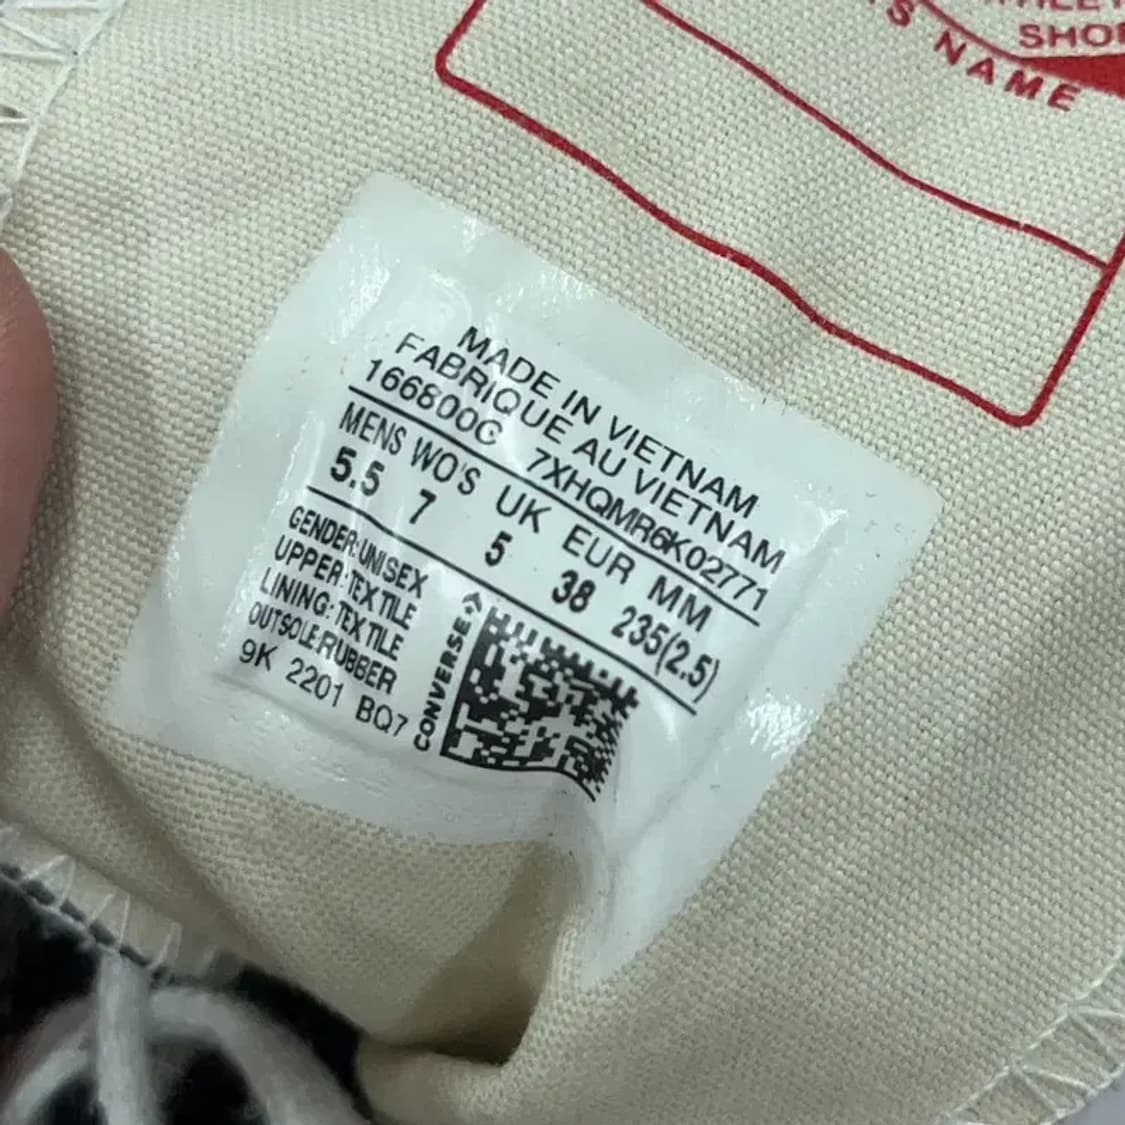 SHOE
'S NAME
MADE IN VIETNAM
FABRIQUE AU VIETNAM
166800C 7XHQMR6K02771
MENS WO'S UK EUR MM
5.5 7 5 38 235(2.5)
GENDER:UNISEX
UPPER:TEXTILE
LINING:TEXTILE
OUTSOLE:RUBBER
9K 2201 BQ7
CONVERSE